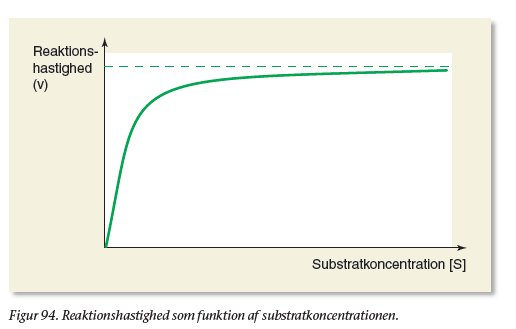 Reaktions-
hastighed
(v)
Substratkoncentration [S]
Figur 94. Reaktionshastighed som funktion af substratkoncentrationen.